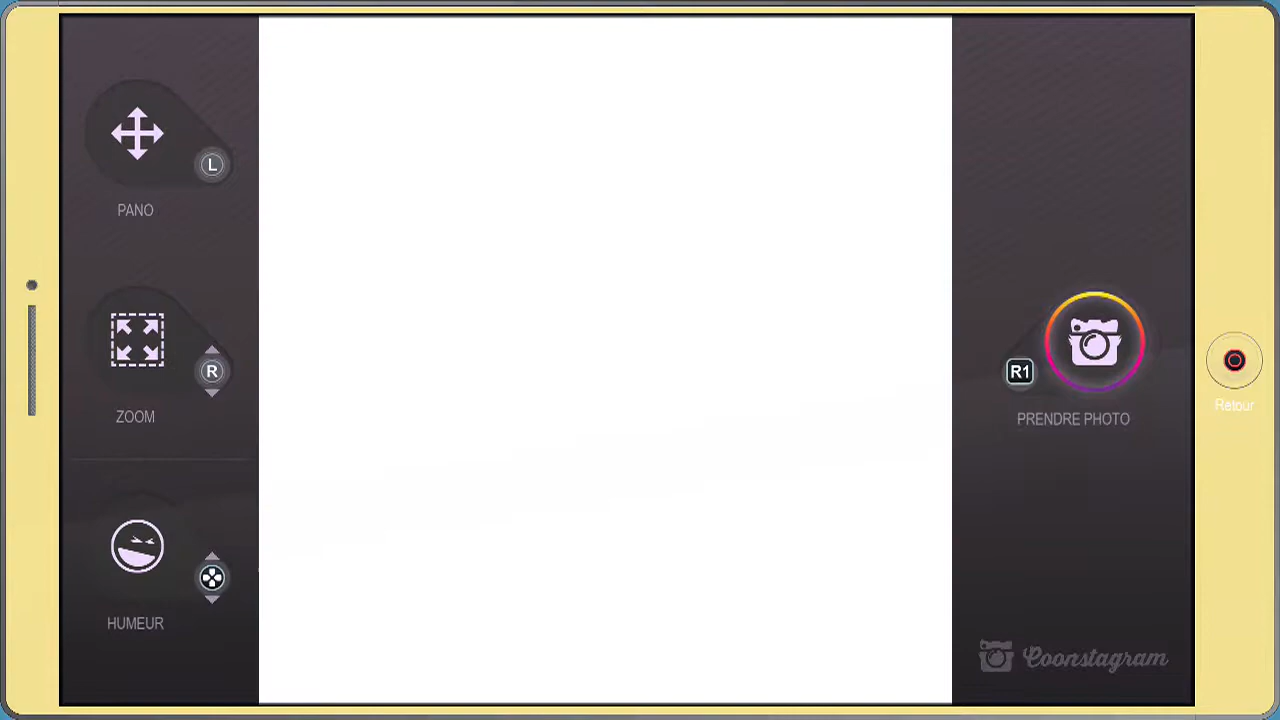 L
PANO
R
ZOOM
HUMEUR
R1
PRENDRE PHOTO
Retour
Coonstagram